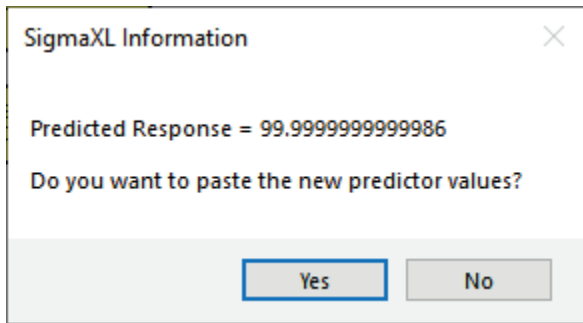 SigmaXL Information
Predicted Response = 99.9999999999986
Do you want to paste the new predictor values?
Yes
No